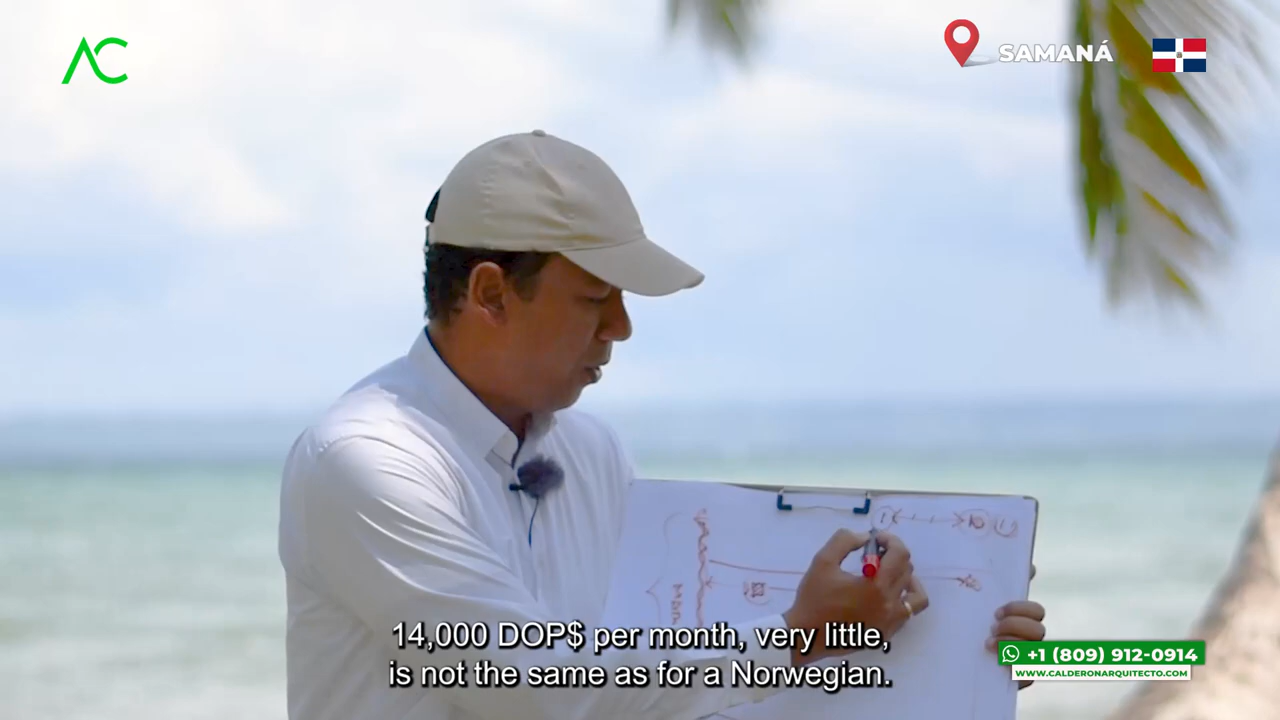 AC
SAMANÁ
14,000 DOP$ per month, very little,
is not the same as for a Norwegian.
+1 (809) 912-0914
WWW.CALDERONARQUITECTO.COM